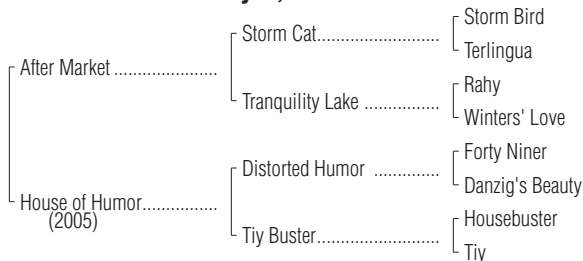 Storm Bird
Storm Cat....................................
Terlingua
After Market ........................
Rahy
Tranquility Lake ......................
Winters' Love
Forty Niner
Distorted Humor ...................
Danzig's Beauty
House of Humor.................
(2005)
Housebuster
Tiy Buster....................................
Tiy